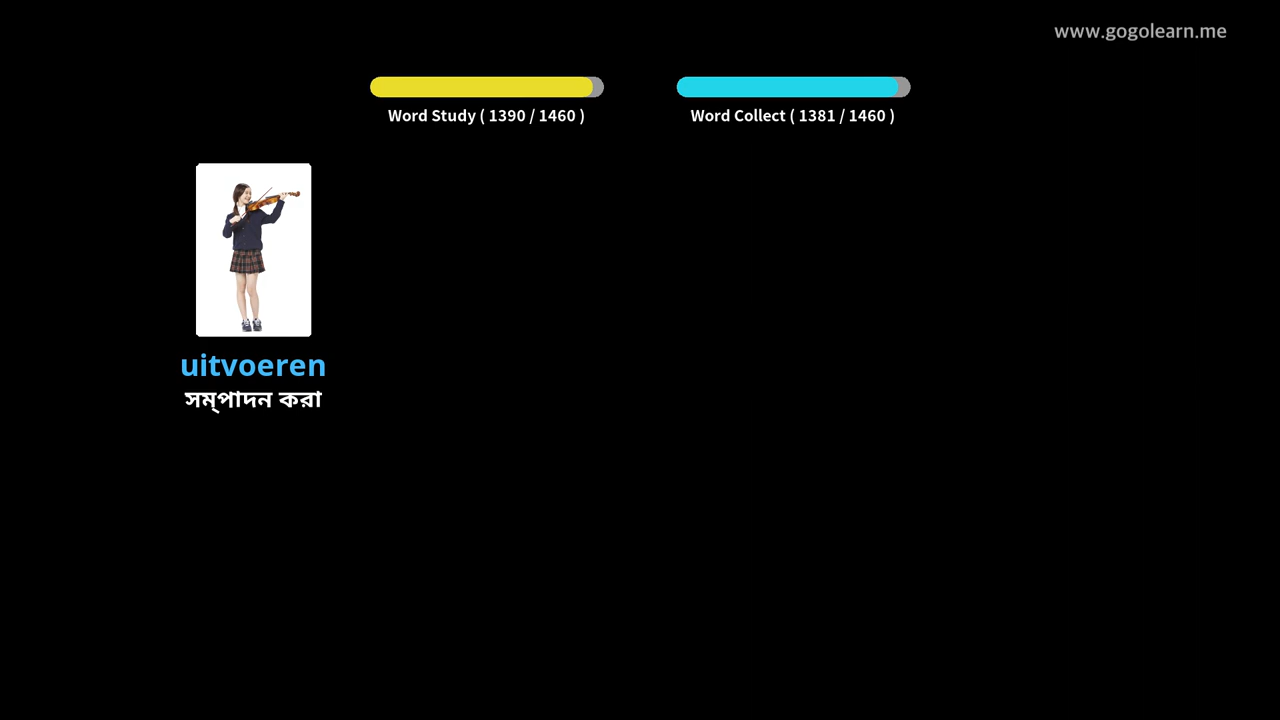 www.gogolearn.me
Word Study ( 1390 / 1460 )
Word Collect ( 1381 / 1460 )
uitvoeren
সম্পাদন করা